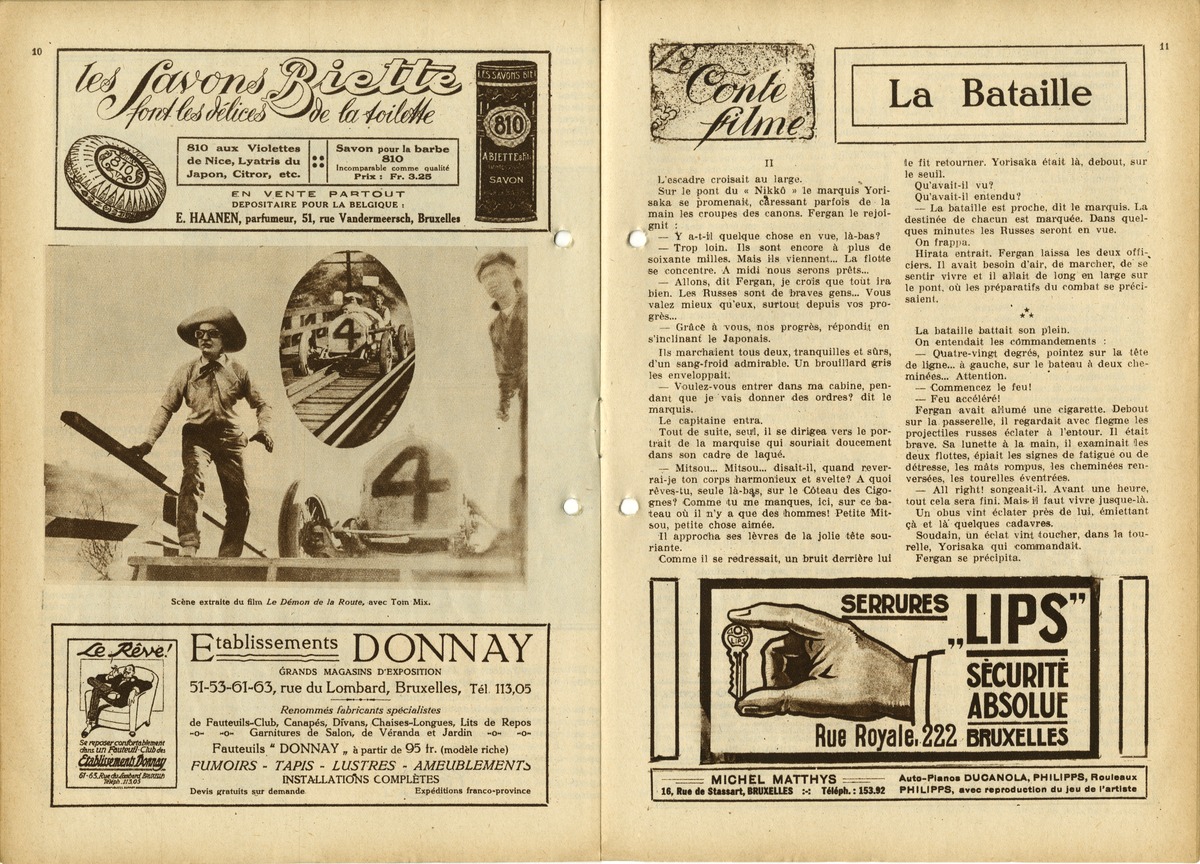 10
les Savons Biette
font les délices de la toilette
810
810 aux Violettes
de Nice, Lyatris du
Japon, Citror, etc.
Savon pour la barbe
810
Incomparable comme qualité
Prix : Fr. 3.25
LES SAVONS BI
810
A BIETTE & Fs
SAVON
EN VENTE PARTOUT
DEPOSITAIRE POUR LA BELGIQUE :
E. HAANEN, parfumeur, 51, rue Vandermeersch, Bruxelles
4
4
Scène extraite du film Le Démon de la Route, avec Tom Mix.
Le Rêve!
Se reposer confortablement
dans un Fauteuil-Club des
Etablissements Donnay
61-63, Rue du Lombard Bruxelles
Téleph. 113.05
Etablissements DONNAY
GRANDS MAGASINS D'EXPOSITION
51-53-61-63, rue du Lombard, Bruxelles, Tél. 113,05
Renommés fabricants spécialistes
de Fauteuils-Club, Canapés, Divans, Chaises-Longues, Lits de Repos
-o- -o- Garnitures de Salon, de Véranda et Jardin -o- -o-
Fauteuils " DONNAY „ à partir de 95 fr. (modèle riche)
FUMOIRS - TAPIS - LUSTRES - AMEUBLEMENTS
INSTALLATIONS COMPLÈTES
Devis gratuits sur demande Expéditions franco-province
11
Le
Conte
filmé
La Bataille
II
L'escadre croisait au large.
Sur le pont du « Nikkô » le marquis Yori-
saka se promenait, caressant parfois de la
main les croupes des canons. Fergan le rejoi-
gnit :
— Y a-t-il quelque chose en vue, là-bas?
— Trop loin. Ils sont encore à plus de
soixante milles. Mais ils viennent... La flotte
se concentre. A midi nous serons prêts...
— Allons, dit Fergan, je crois que tout ira
bien. Les Russes sont de braves gens... Vous
valez mieux qu'eux, surtout depuis vos pro-
grès...
— Grâce à vous, nos progrès, répondit en
s'inclinant le Japonais.
Ils marchaient tous deux, tranquilles et sûrs,
d'un sang-froid admirable. Un brouillard gris
les enveloppait.
— Voulez-vous entrer dans ma cabine, pen-
dant que je vais donner des ordres? dit le
marquis.
Le capitaine entra.
Tout de suite, seul, il se dirigea vers le por-
trait de la marquise qui souriait doucement
dans son cadre de laqué.
— Mitsou... Mitsou... disait-il, quand rever-
rai-je ton corps harmonieux et svelte? A quoi
rêves-tu, seule là-bas, sur le Côteau des Cigo-
gnes? Comme tu me manques, ici, sur ce ba-
teau où il n'y a que des hommes! Petite Mit-
sou, petite chose aimée.
Il approcha ses lèvres de la jolie tête sou-
riante.
Comme il se redressait, un bruit derrière lui
le fit retourner. Yorisaka était là, debout, sur
le seuil.
Qu'avait-il vu?
Qu'avait-il entendu?
— La bataille est proche, dit le marquis. La
destinée de chacun est marquée. Dans quel-
ques minutes les Russes seront en vue.
On frappa.
Hirata entrait. Fergan laissa les deux offi-
ciers. Il avait besoin d'air, de marcher, de se
sentir vivre et il allait de long en large sur
le pont, où les préparatifs du combat se préci-
saient.
⁂
La bataille battait son plein.
On entendait les commandements :
— Quatre-vingt degrés, pointez sur la tête
de ligne... à gauche, sur le bateau à deux che-
minées... Attention.
— Commencez le feu!
— Feu accéléré!
Fergan avait allumé une cigarette. Debout
sur la passerelle, il regardait avec flegme les
projectiles russes éclater à l'entour. Il était
brave. Sa lunette à la main, il examinait les
deux flottes, épiait les signes de fatigue ou de
détresse, les mâts rompus, les cheminées ren-
versées, les tourelles éventrées.
— All right! songeait-il. Avant une heure,
tout cela sera fini. Mais il faut vivre jusque-là.
Un obus vint éclater près de lui, émiettant
çà et là quelques cadavres.
Soudain, un éclat vint toucher, dans la tou-
relle, Yorisaka qui commandait.
Fergan se précipita.
SERRURES
„LIPS”
LIPS
SÉCURITÉ
ABSOLUE
Rue Royale, 222 BRUXELLES
MICHEL MATTHYS
16, Rue de Stassart, BRUXELLES :-: Téléph. : 153.92
Auto-Pianos DUCANOLA, PHILIPPS, Rouleaux
PHILIPPS, avec reproduction du jeu de l'artiste